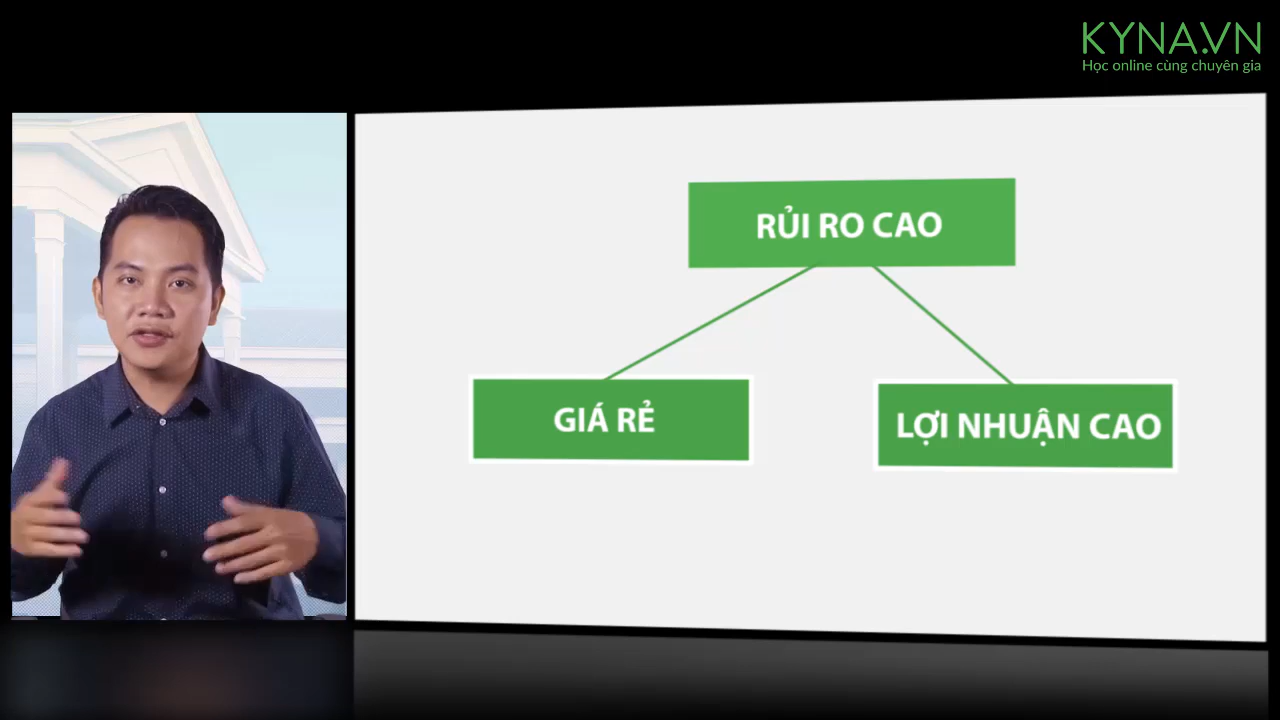 KYNA.VN
Học online cùng chuyên gia
RỦI RO CAO
GIÁ RẺ
LỢI NHUẬN CAO